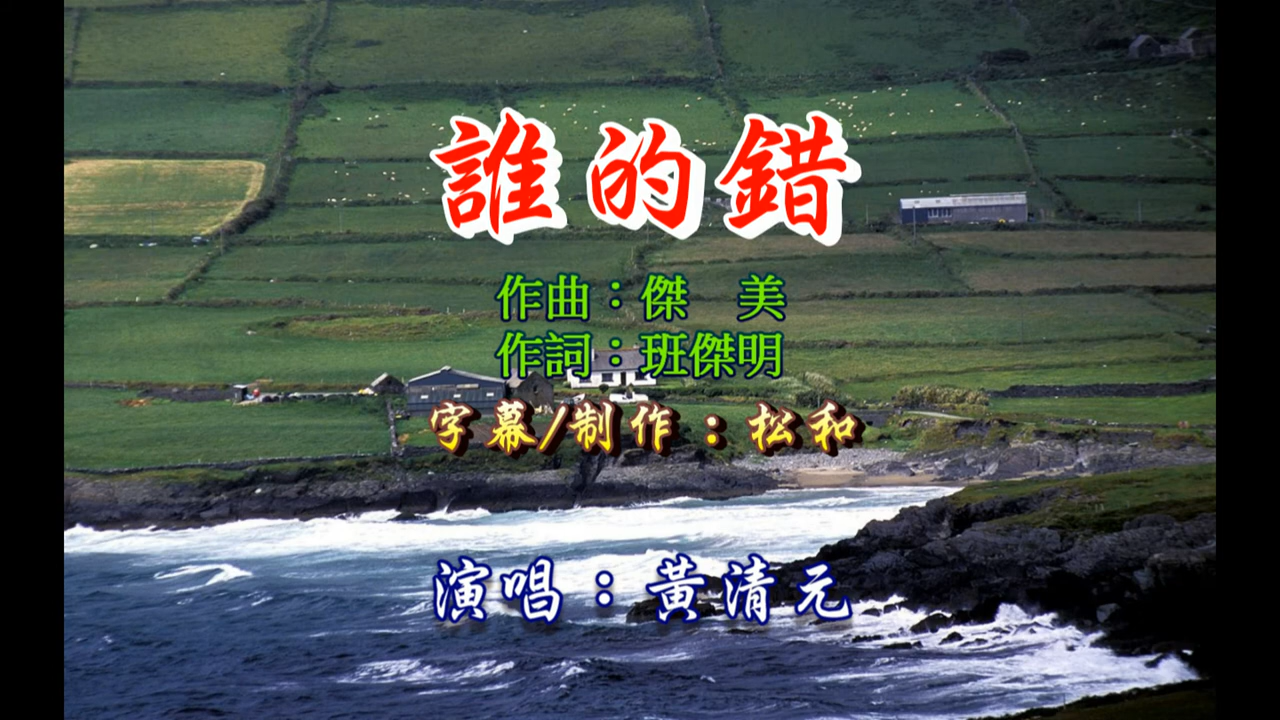 誰的錯
作曲：傑　美
作詞：班傑明
字幕/制作：松和
演唱：黃清元